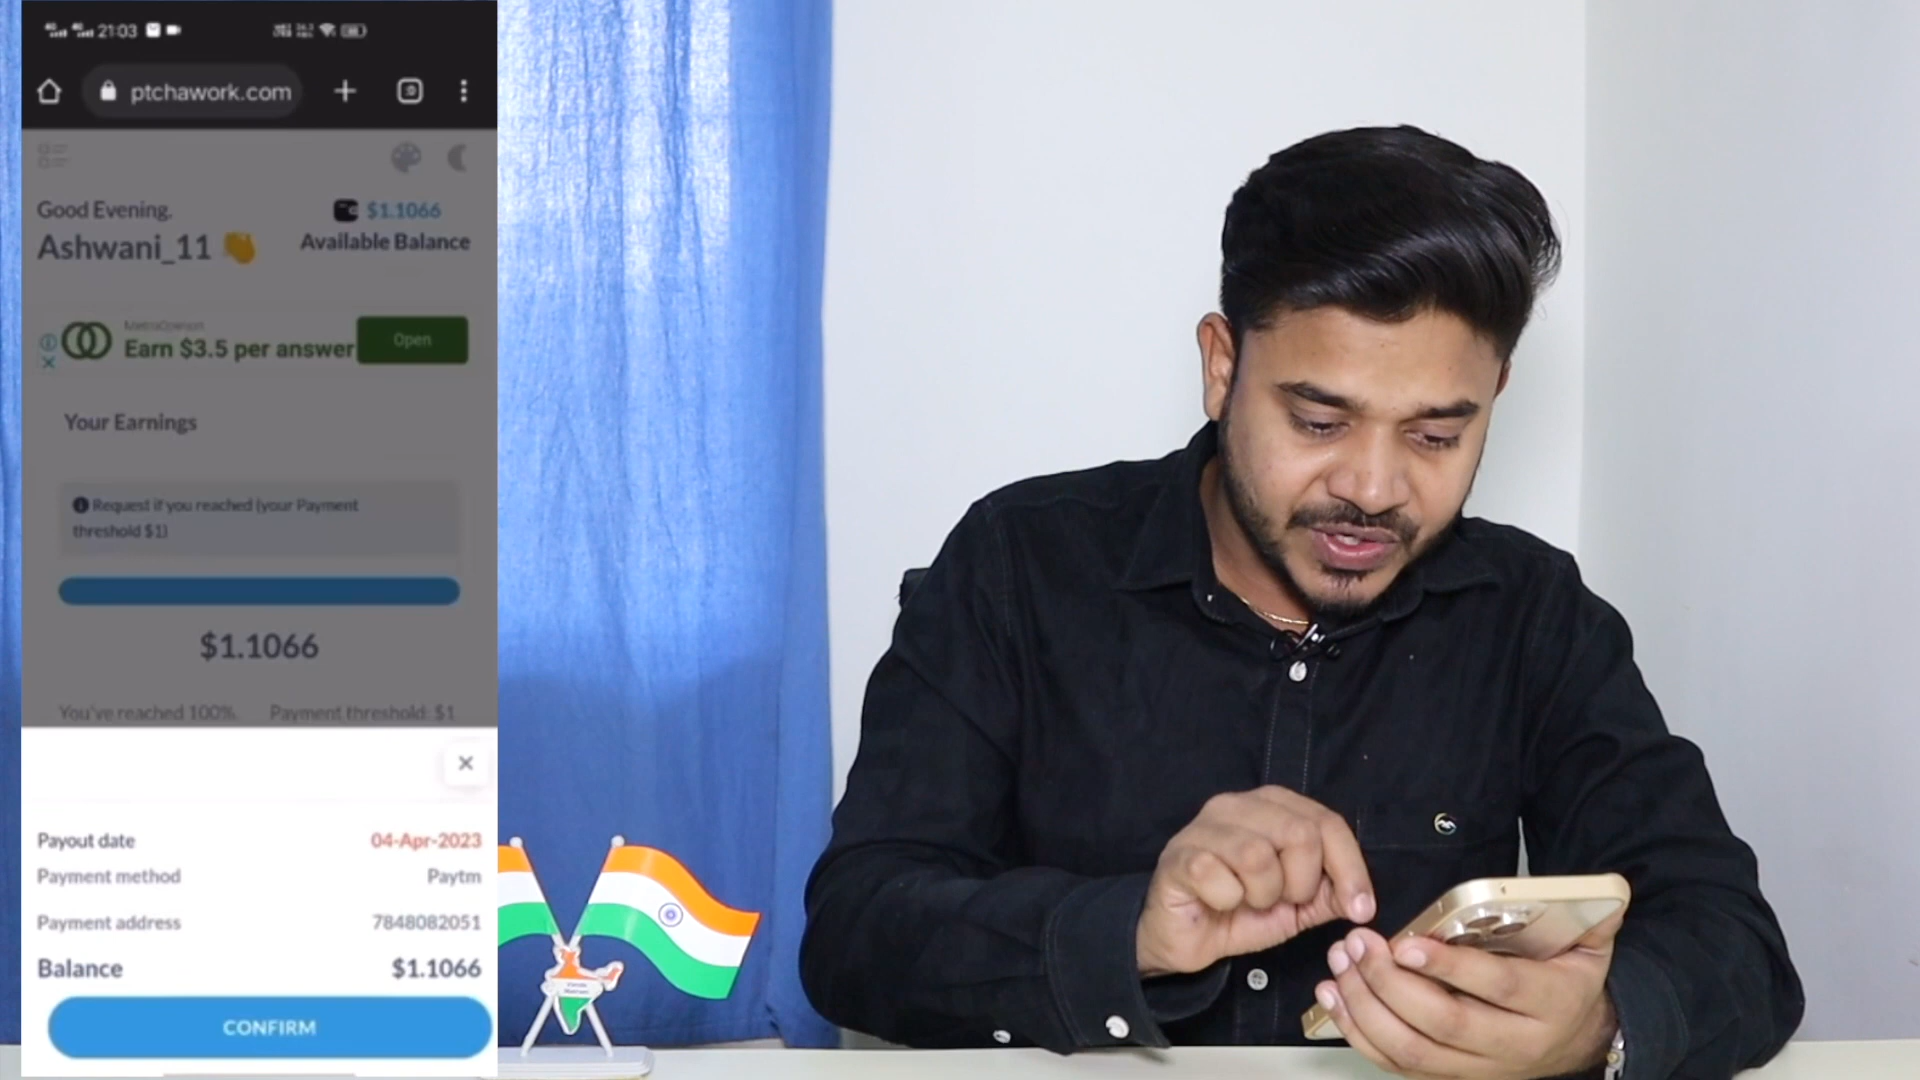 21:03
ptchawork.com
Good Evening,
Ashwani_11
$1.1066
Available Balance
Earn $3.5 per answer
Open
Your Earnings
Request if you reached (your Payment
threshold $1)
$1.1066
You've reached 100%.
Payment threshold: $1
Payout date 04-Apr-2023
Payment method Paytm
Payment address 7848082051
Balance $1.1066
CONFIRM